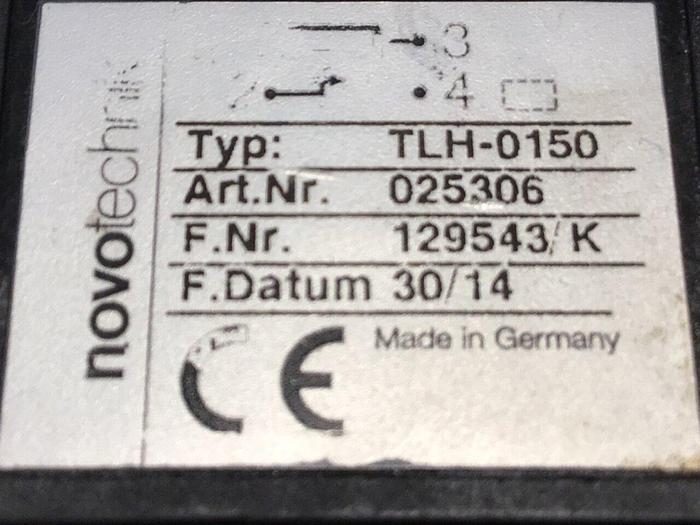 3
4
Typ: TLH-0150
Art.Nr. 025306
F.Nr. 129543/K
F.Datum 30/14
CE Made in Germany
novotechnik